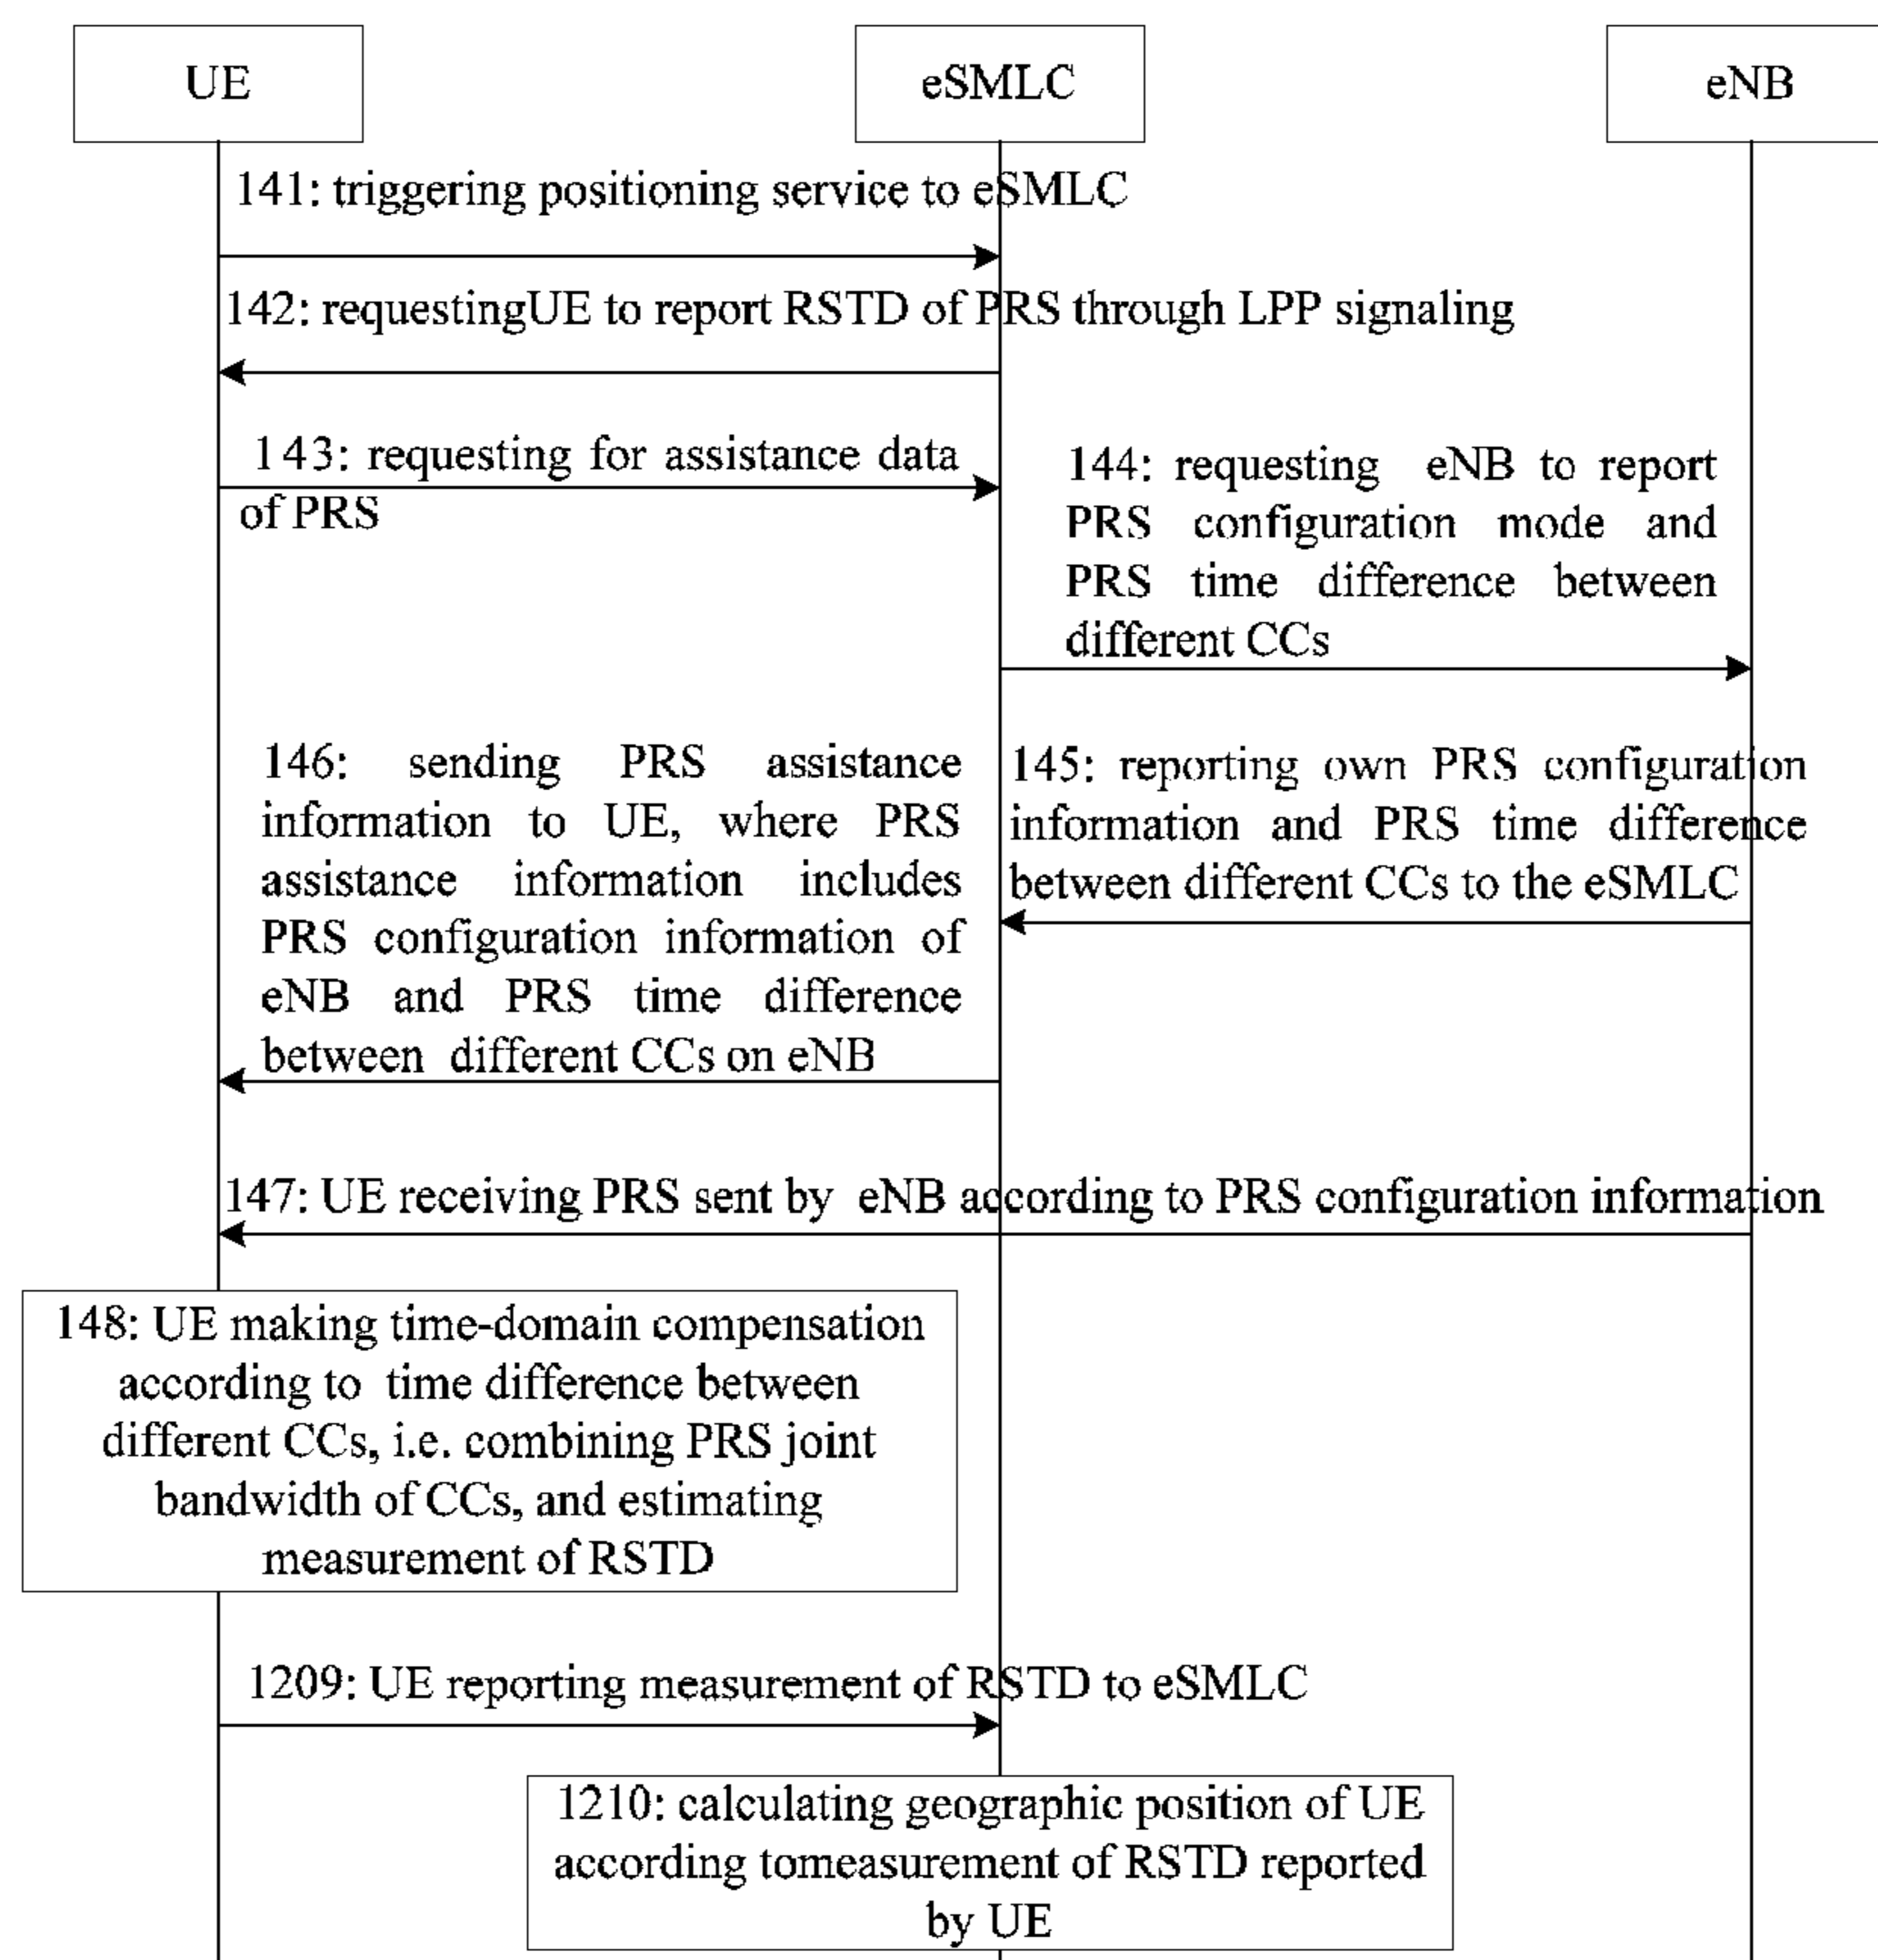 UE
eSMLC
eNB
141: triggering positioning service to eSMLC
142: requestingUE to report RSTD of PRS through LPP signaling
143: requesting for assistance data
of PRS
144: requesting eNB to report
PRS configuration mode and
PRS time difference between
different CCs
145: reporting own PRS configuration
information and PRS time difference
between different CCs to the eSMLC
146: sending PRS assistance
information to UE, where PRS
assistance information includes
PRS configuration information of
eNB and PRS time difference
between different CCs on eNB
147: UE receiving PRS sent by eNB according to PRS configuration information
148: UE making time-domain compensation
according to time difference between
different CCs, i.e. combining PRS joint
bandwidth of CCs, and estimating
measurement of RSTD
1209: UE reporting measurement of RSTD to eSMLC
1210: calculating geographic position of UE
according tomeasurement of RSTD reported
by UE